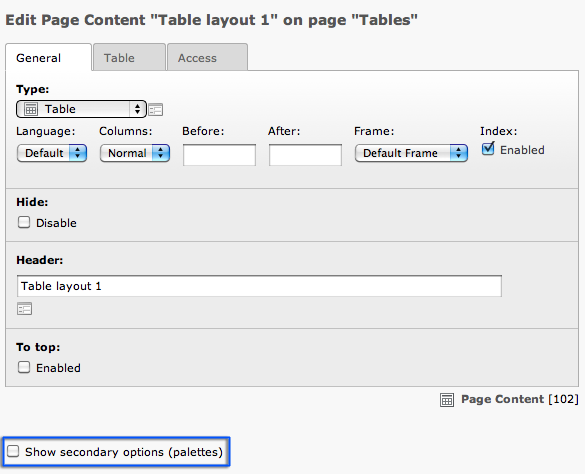 Edit Page Content "Table layout 1" on page "Tables"
General Table Access
Type:
Table
Language: Columns: Before: After: Frame: Index:
Default Normal Default Frame Enabled
Hide:
Disable
Header:
Table layout 1
To top:
Enabled
Page Content [102]
Show secondary options (palettes)